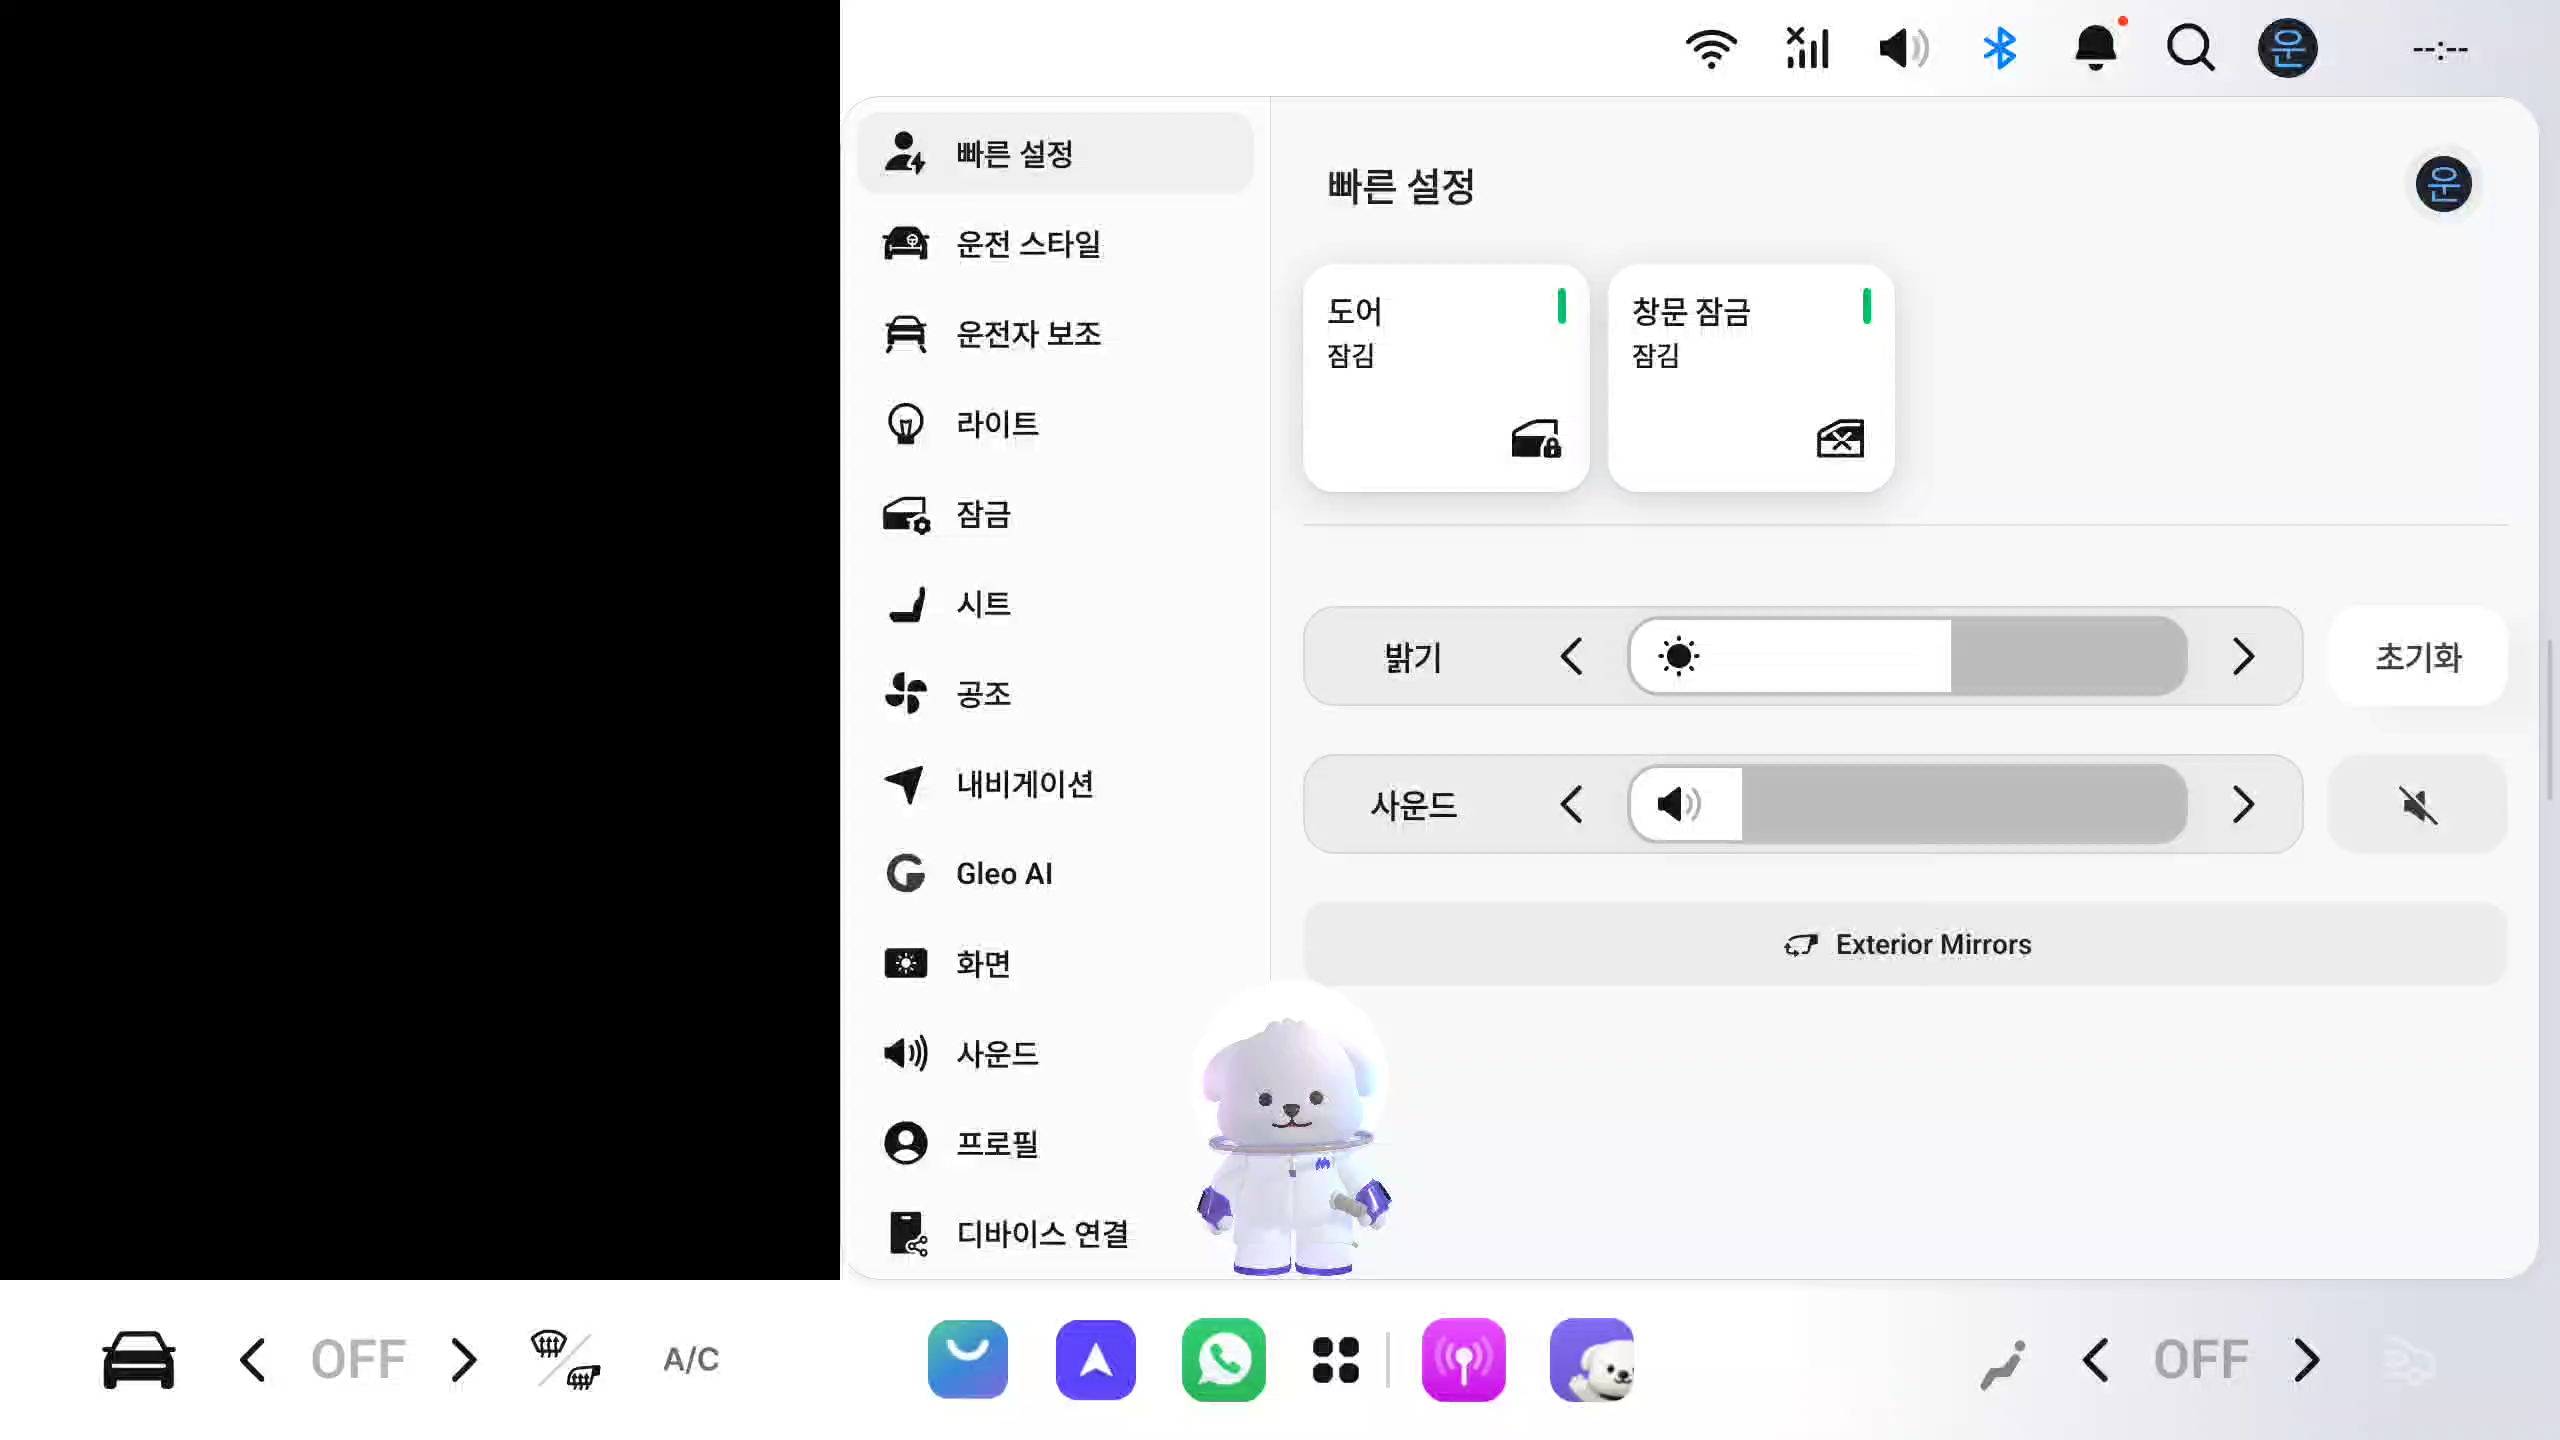 운
--:--
빠른 설정
운전 스타일
운전자 보조
라이트
잠금
시트
공조
내비게이션
Gleo AI
화면
사운드
프로필
디바이스 연결
빠른 설정
운
도어
잠김
창문 잠금
잠김
밝기
초기화
사운드
Exterior Mirrors
OFF
A/C
OFF